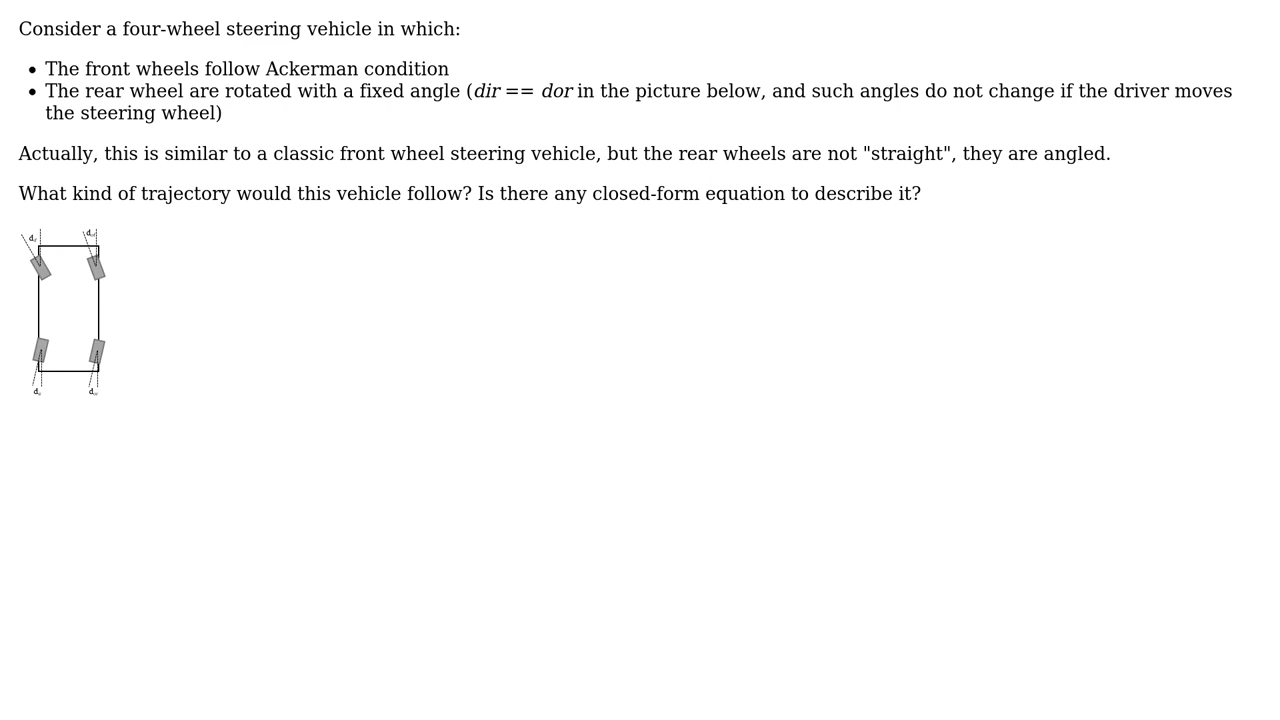 Consider a four-wheel steering vehicle in which:
• The front wheels follow Ackerman condition
• The rear wheel are rotated with a fixed angle (dir == dor in the picture below, and such angles do not change if the driver moves
the steering wheel)
Actually, this is similar to a classic front wheel steering vehicle, but the rear wheels are not "straight", they are angled.
What kind of trajectory would this vehicle follow? Is there any closed-form equation to describe it?